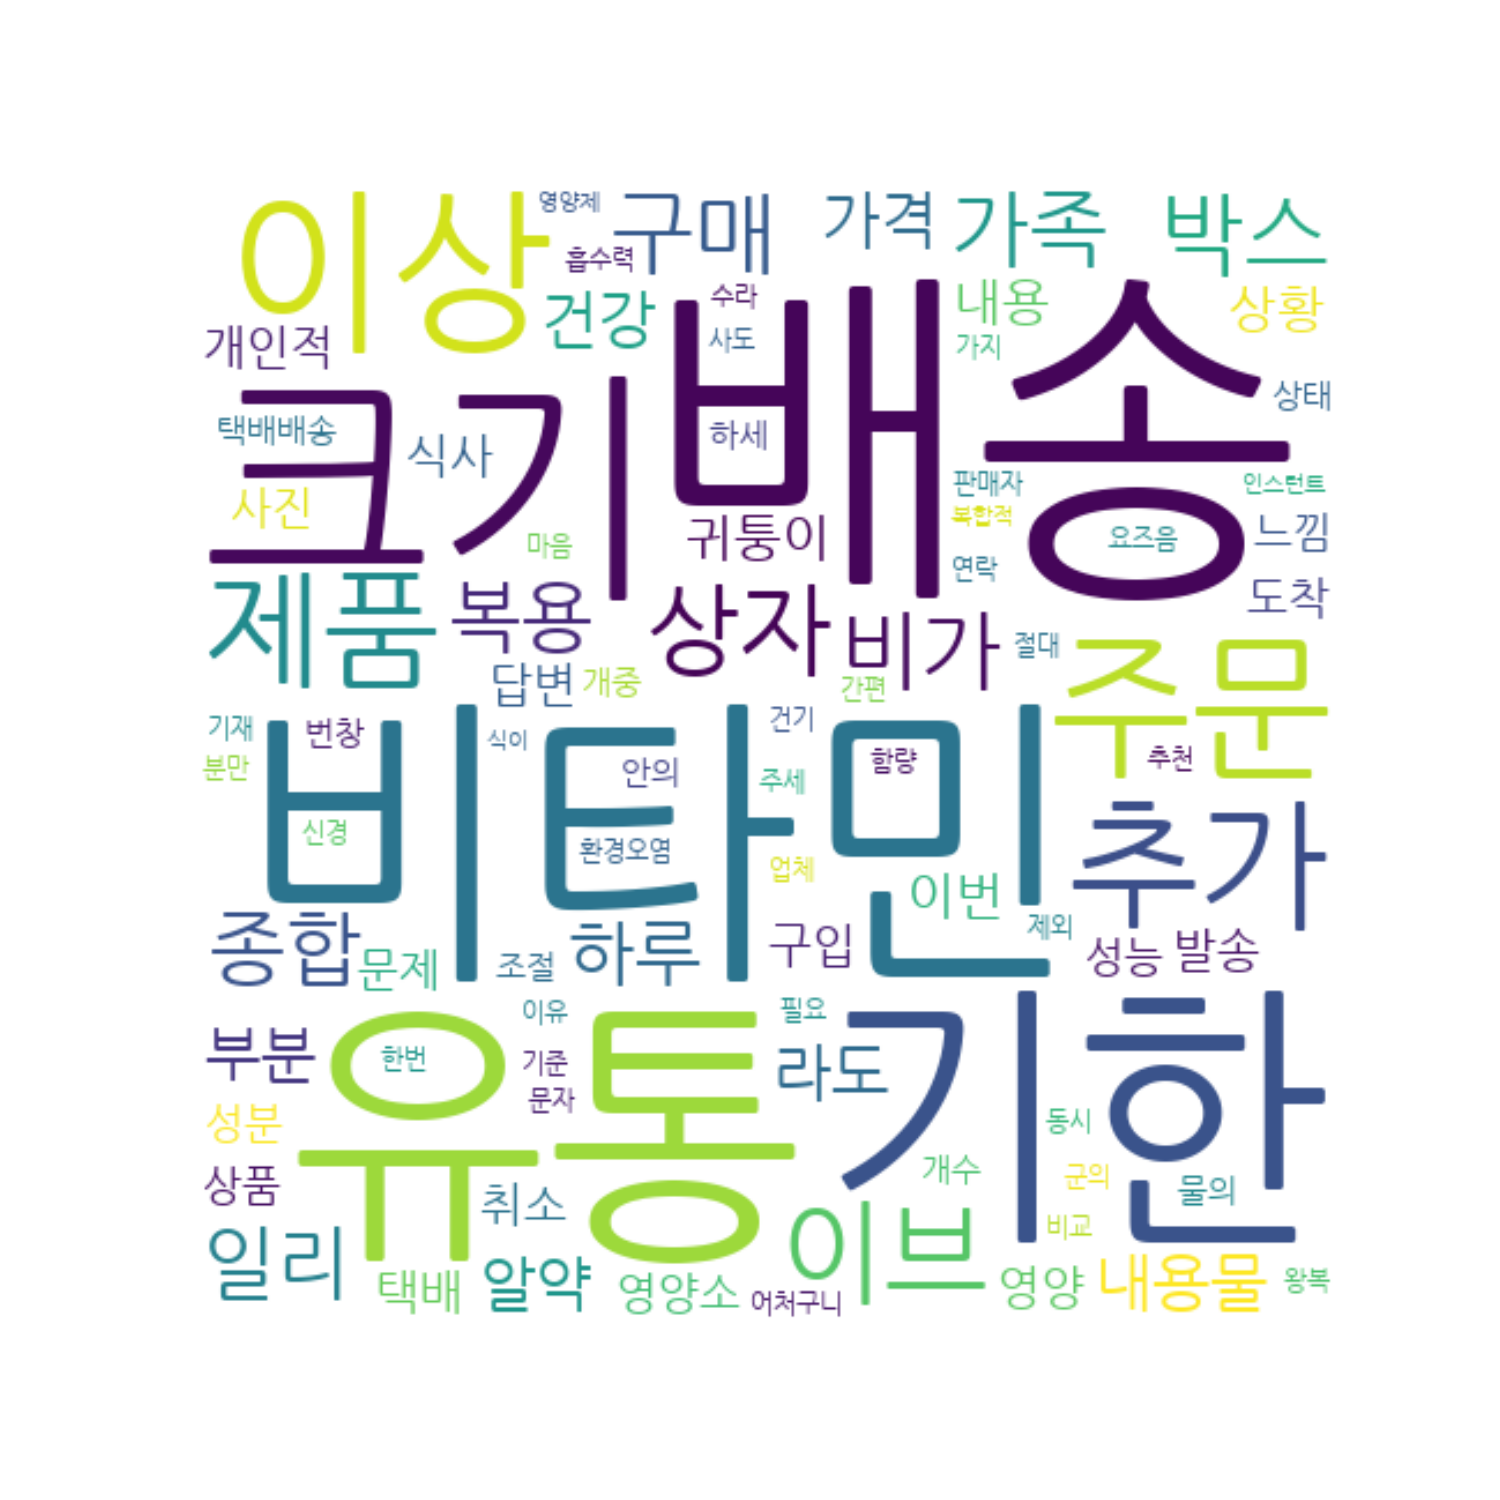 이상
영양제
구매
가격
가족
박스
흡수력
건강
수라
내용
상황
개인적
배송
사도
가지
크기
상태
택배배송
식사
하세
판매자
인스턴트
사진
복합적
귀퉁이
요즈음
느낌
마음
연락
제품
복용
상자
비가
도착
절대
주문
답변
개중
간편
기재
번창
비타민
식이
건기
분만
안의
주세
함량
추천
신경
환경오염
업체
추가
이번
종합
문제
조절
하루
구입
제외
성능
발송
유통
기한
이유
필요
부분
한번
기준
라도
문자
성분
동시
상품
취소
개수
군의
물의
비교
일리
택배
알약
영양소
이브
어처구니
영양
내용물
왕복